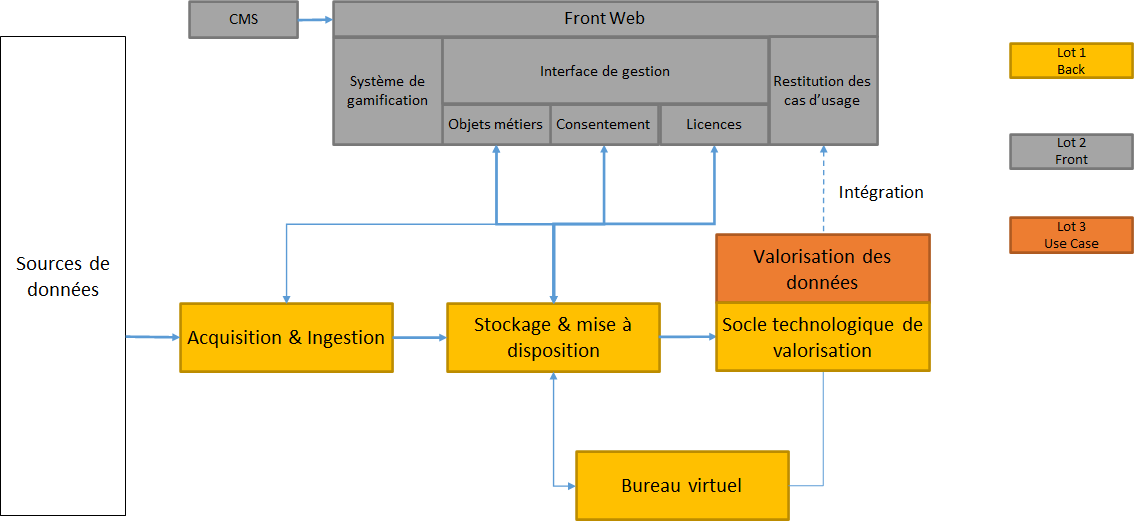 CMS
Front Web
Système de
gamification
Interface de gestion
Restitution des
cas d’usage
Objets métiers
Consentement
Licences
Lot 1
Back
Lot 2
Front
Lot 3
Use Case
Intégration
Sources de
données
Acquisition & Ingestion
Stockage & mise à
disposition
Valorisation des
données
Socle technologique de
valorisation
Bureau virtuel